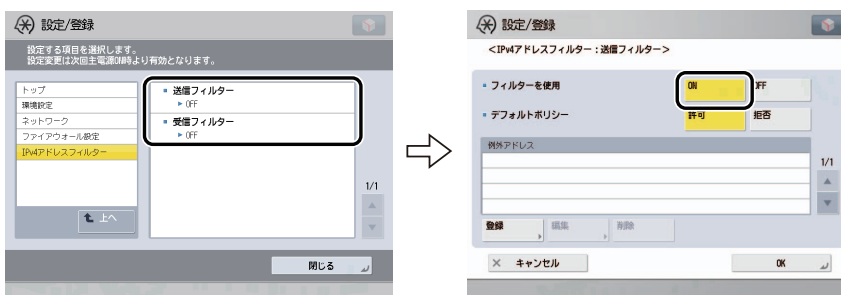 設定/登録
設定する項目を選択します。
設定変更は次回主電源ON時より有効となります。
トップ
環境設定
ネットワーク
ファイアウォール設定
IPv4アドレスフィルター
上へ
送信フィルター
► OFF
受信フィルター
► OFF
1/1
閉じる
設定/登録
<IPv4アドレスフィルター:送信フィルター>
フィルターを使用
ON
OFF
デフォルトポリシー
許可
拒否
例外アドレス
1/1
登録
編集
削除
× キャンセル
OK